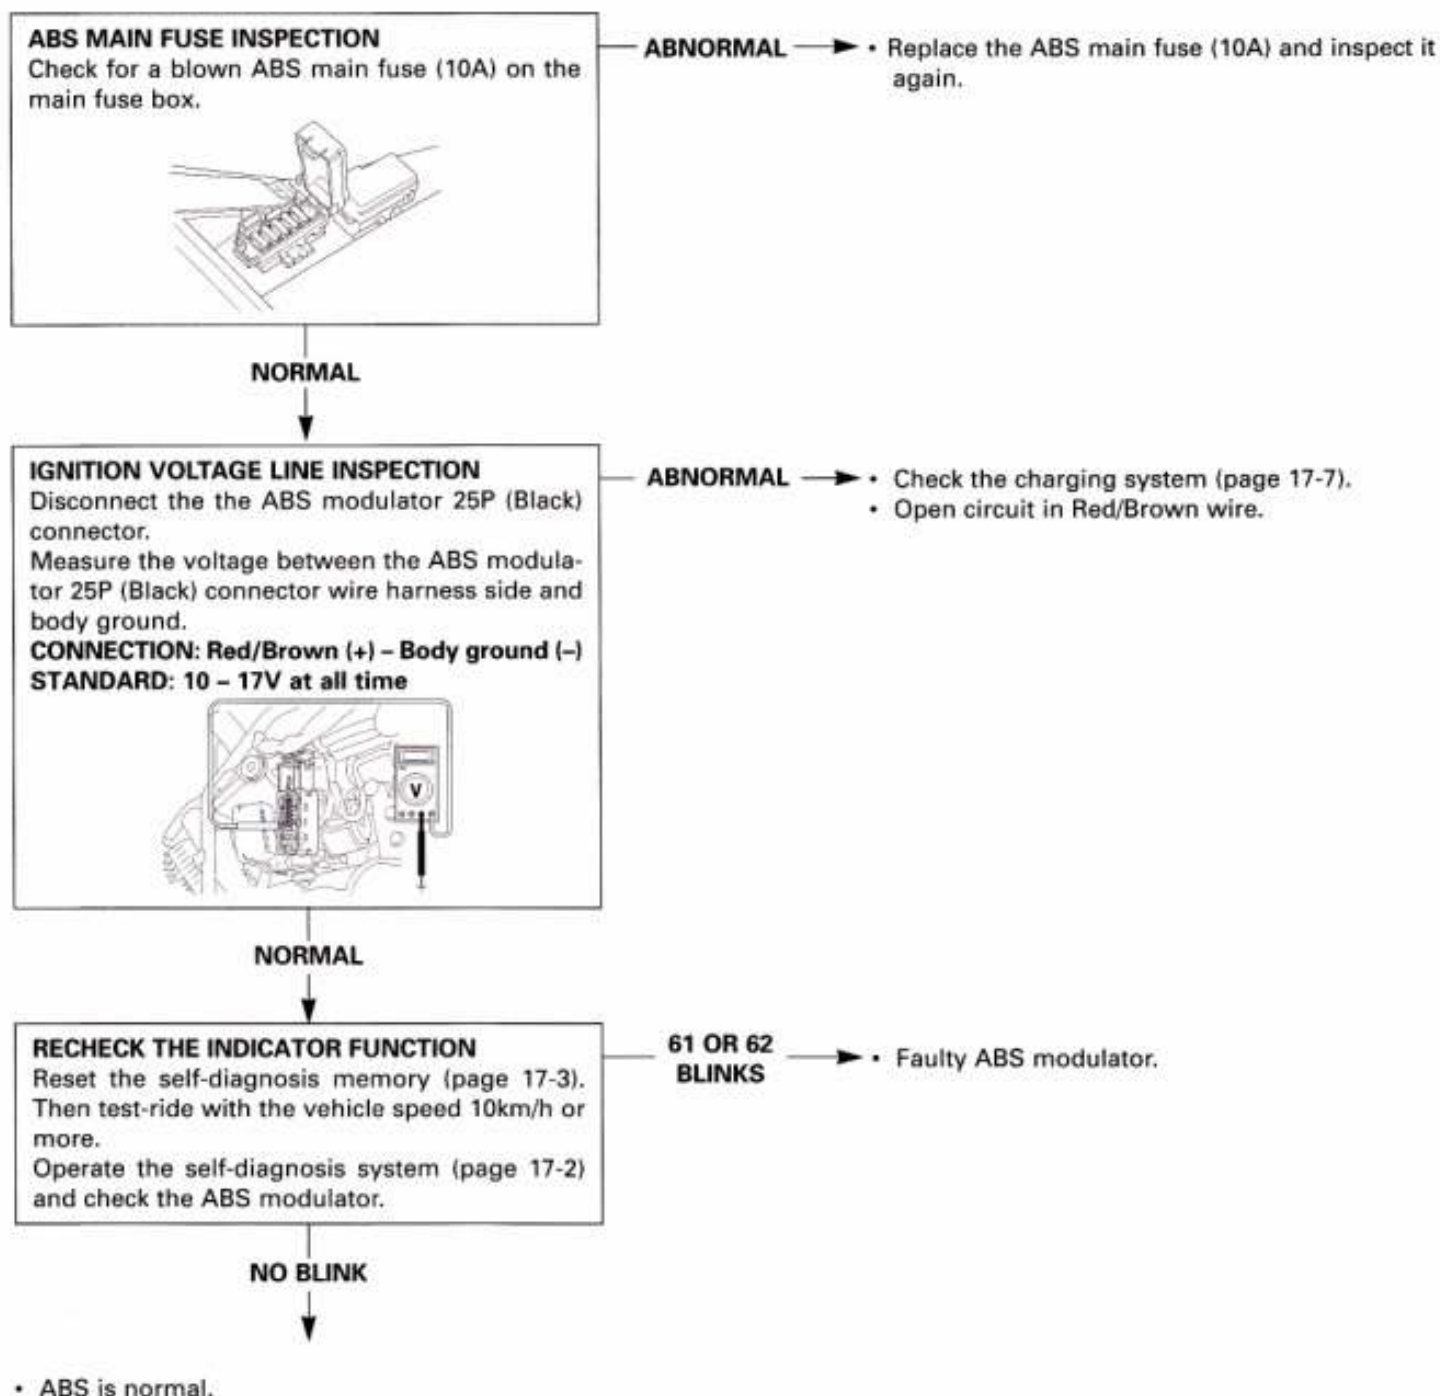 ABS MAIN FUSE INSPECTION
Check for a blown ABS main fuse (10A) on the
main fuse box.
ABNORMAL
• Replace the ABS main fuse (10A) and inspect it
again.
NORMAL
IGNITION VOLTAGE LINE INSPECTION
Disconnect the the ABS modulator 25P (Black)
connector.
Measure the voltage between the ABS modula-
tor 25P (Black) connector wire harness side and
body ground.
CONNECTION: Red/Brown (+) – Body ground (–)
STANDARD: 10 – 17V at all time
V
ABNORMAL
• Check the charging system (page 17-7).
• Open circuit in Red/Brown wire.
NORMAL
RECHECK THE INDICATOR FUNCTION
Reset the self-diagnosis memory (page 17-3).
Then test-ride with the vehicle speed 10km/h or
more.
Operate the self-diagnosis system (page 17-2)
and check the ABS modulator.
61 OR 62
BLINKS
• Faulty ABS modulator.
NO BLINK
• ABS is normal.